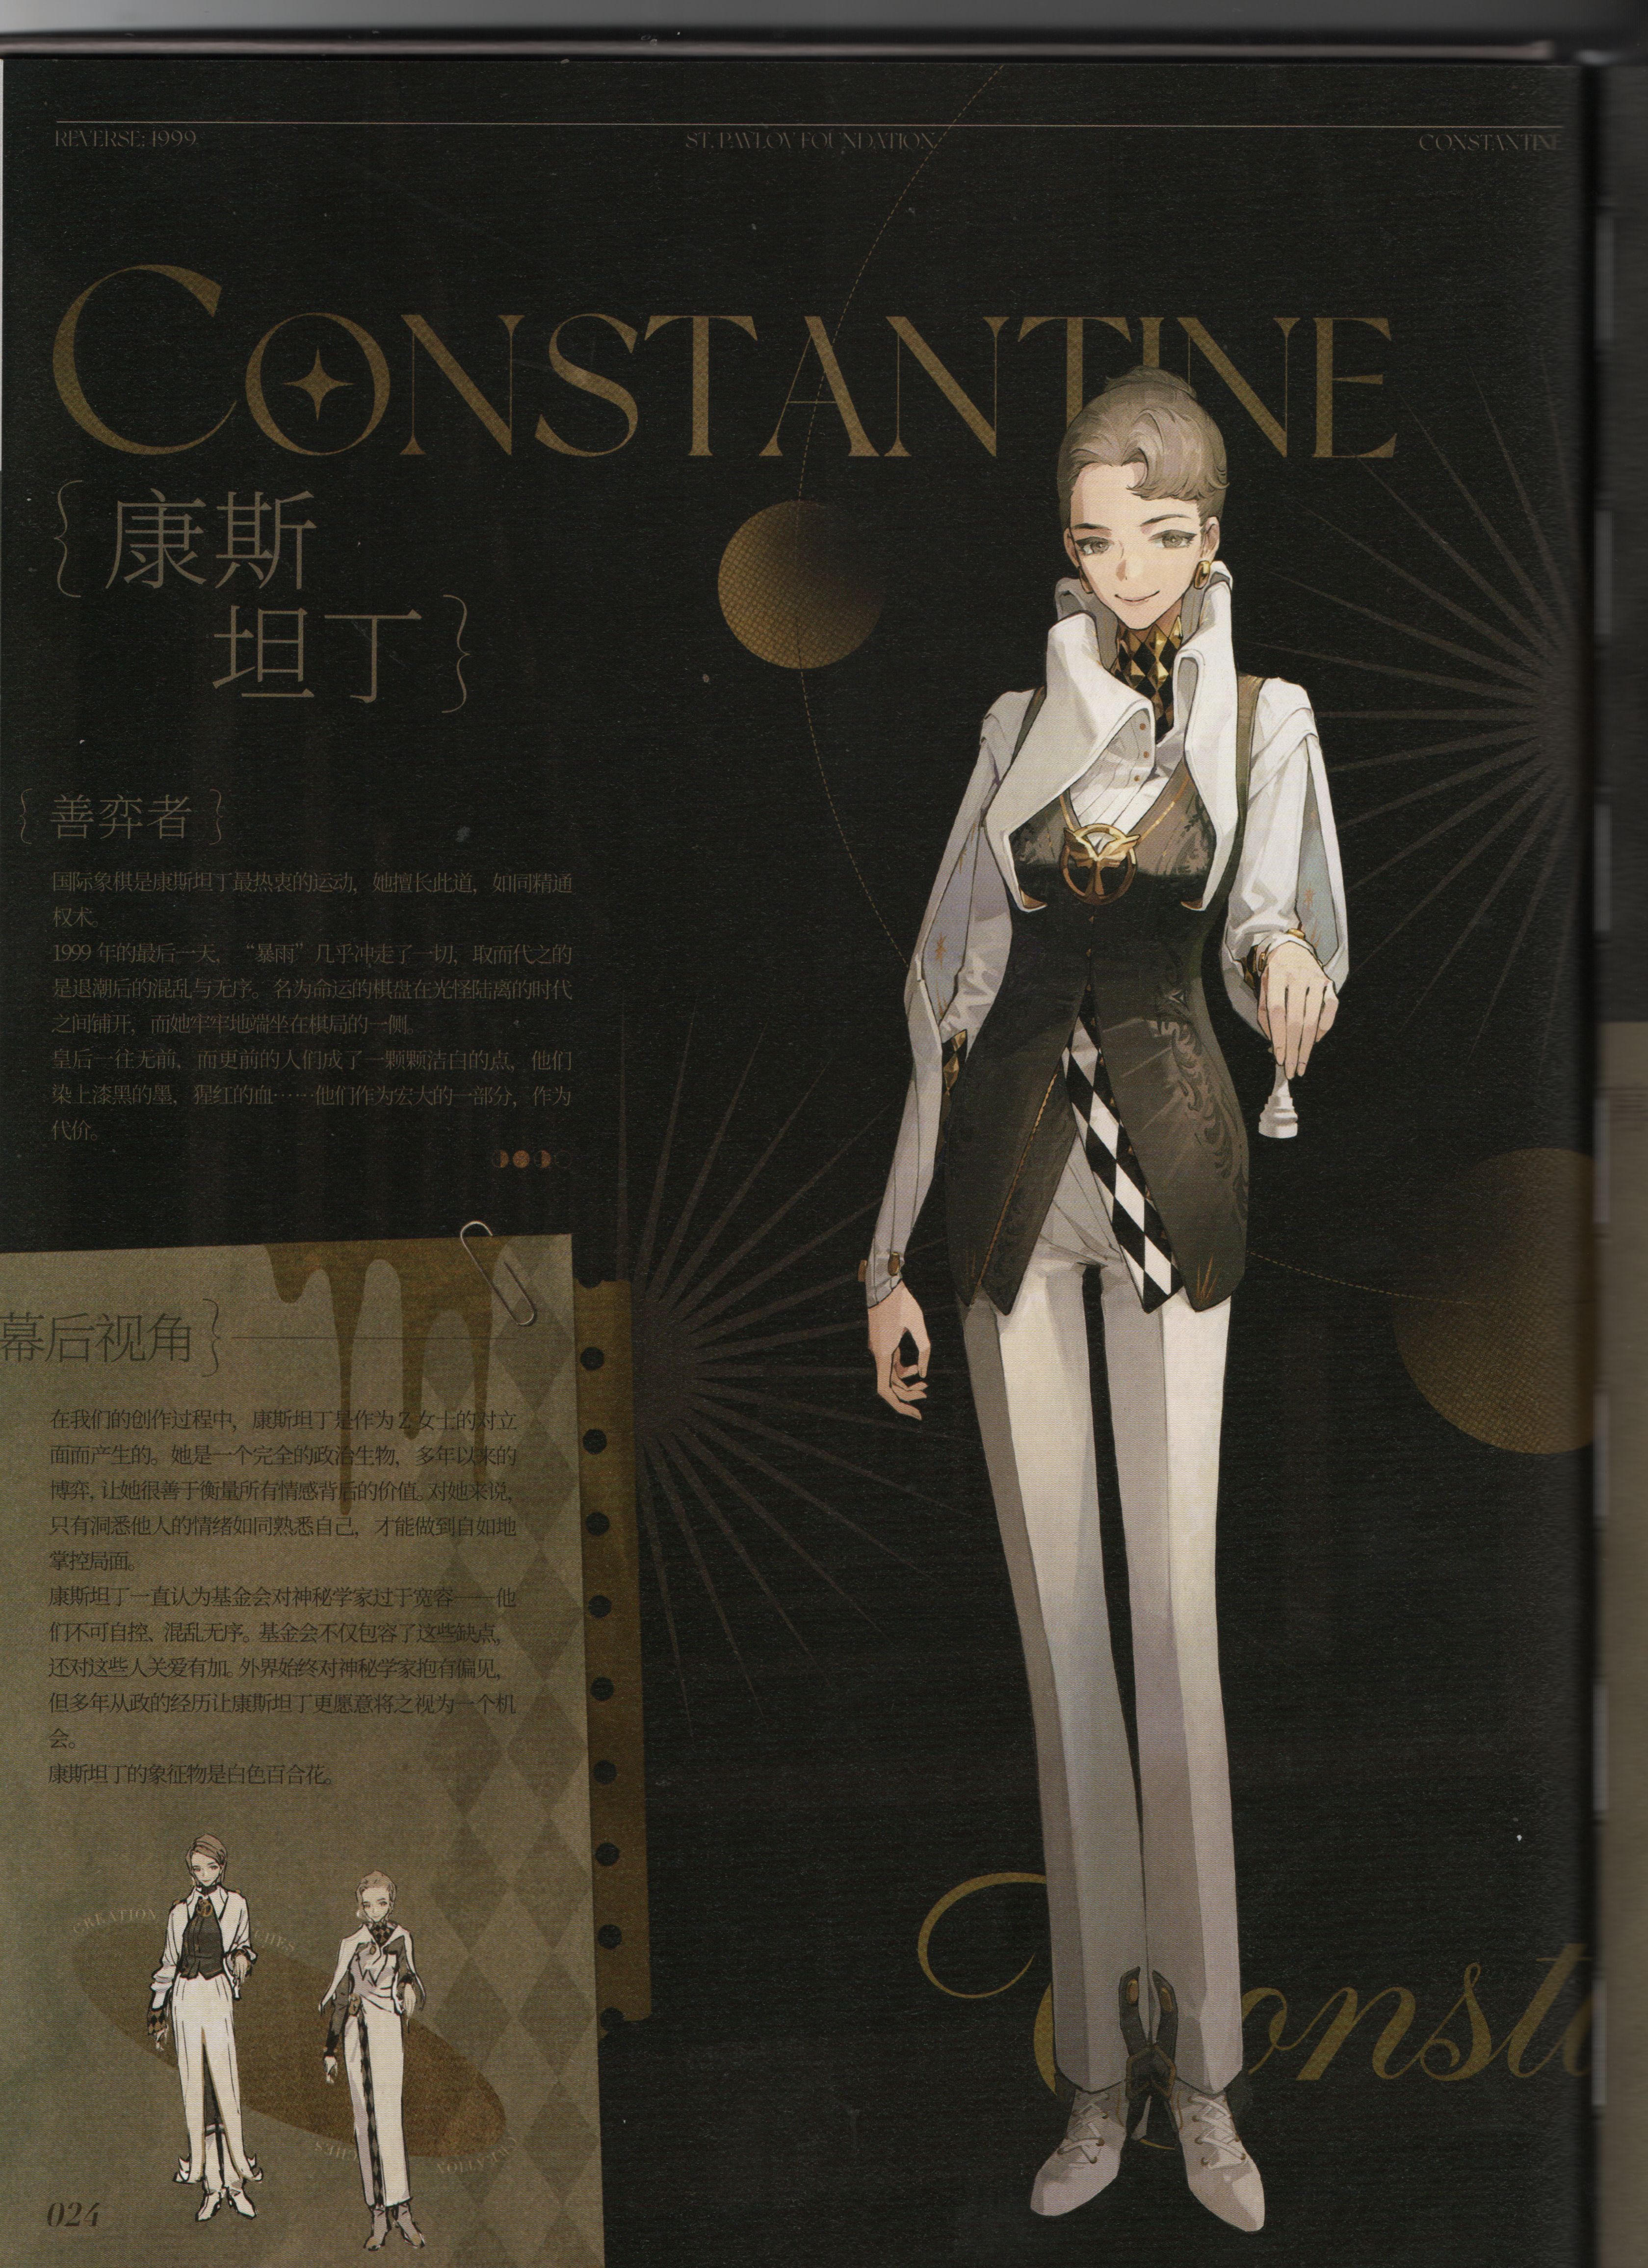 REVERSE: 1999
ST. PAVLOV FOUNDATION
CONSTANTINE
CONSTANTINE
{康斯
坦丁}
{善弈者}
国际象棋是康斯坦丁最热衷的运动，她擅长此道，如同精通
权术。
1999 年的最后一天，“暴雨”几乎冲走了一切，取而代之的
是退潮后的混乱与无序。名为命运的棋盘在光怪陆离的时代
之间铺开，而她牢牢地端坐在棋局的一侧。
皇后一往无前，而更前的人们成了一颗颗洁白的点，他们
染上漆黑的墨，猩红的血……他们作为宏大的一部分，作为
代价。
幕后视角}
在我们的创作过程中，康斯坦丁是作为 Z 女士的对立
面而产生的。她是一个完全的政治生物，多年以来的
博弈，让她很善于衡量所有情感背后的价值。对她来说，
只有洞悉他人的情绪如同熟悉自己，才能做到自如地
掌控局面。
康斯坦丁一直认为基金会对神秘学家过于宽容——他
们不可自控、混乱无序。基金会不仅包容了这些缺点，
还对这些人关爱有加。外界始终对神秘学家抱有偏见，
但多年从政的经历让康斯坦丁更愿意将之视为一个机
会。
康斯坦丁的象征物是白色百合花。
CREATION
CREATION
Consta
024